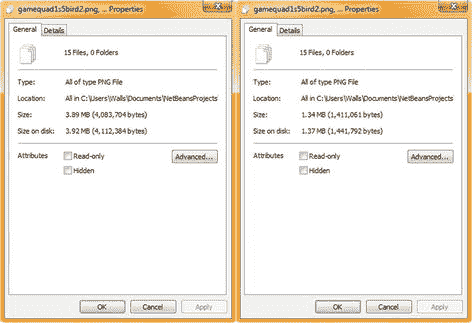 gamequad1s5bird2.png, ... Properties
General
Details
15 Files, 0 Folders
Type: All of type PNG File
Location: All in C:\Users\Walls\Documents\NetBeansProjects
Size: 3.89 MB (4,083,704 bytes)
Size on disk: 3.92 MB (4,112,384 bytes)
Attributes
Read-only
Advanced...
Hidden
OK
Cancel
Apply
gamequad1s5bird2.png, ... Properties
General
Details
15 Files, 0 Folders
Type: All of type PNG File
Location: All in C:\Users\Walls\Documents\NetBeansProjects
Size: 1.34 MB (1,411,061 bytes)
Size on disk: 1.37 MB (1,441,792 bytes)
Attributes
Read-only
Advanced...
Hidden
OK
Cancel
Apply